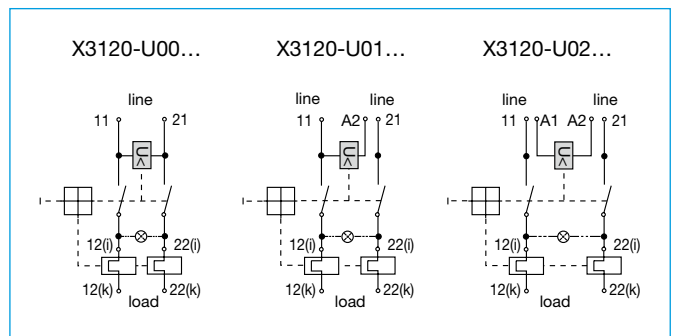 X3120-U00... X3120-U01... X3120-U02...
line line line line line
11 21 11 A2 21 11 A1 A2 21
U< U< U<
12(i) 22(i) 12(i) 22(i) 12(i) 22(i)
12(k) 22(k) 12(k) 22(k) 12(k) 22(k)
load load load